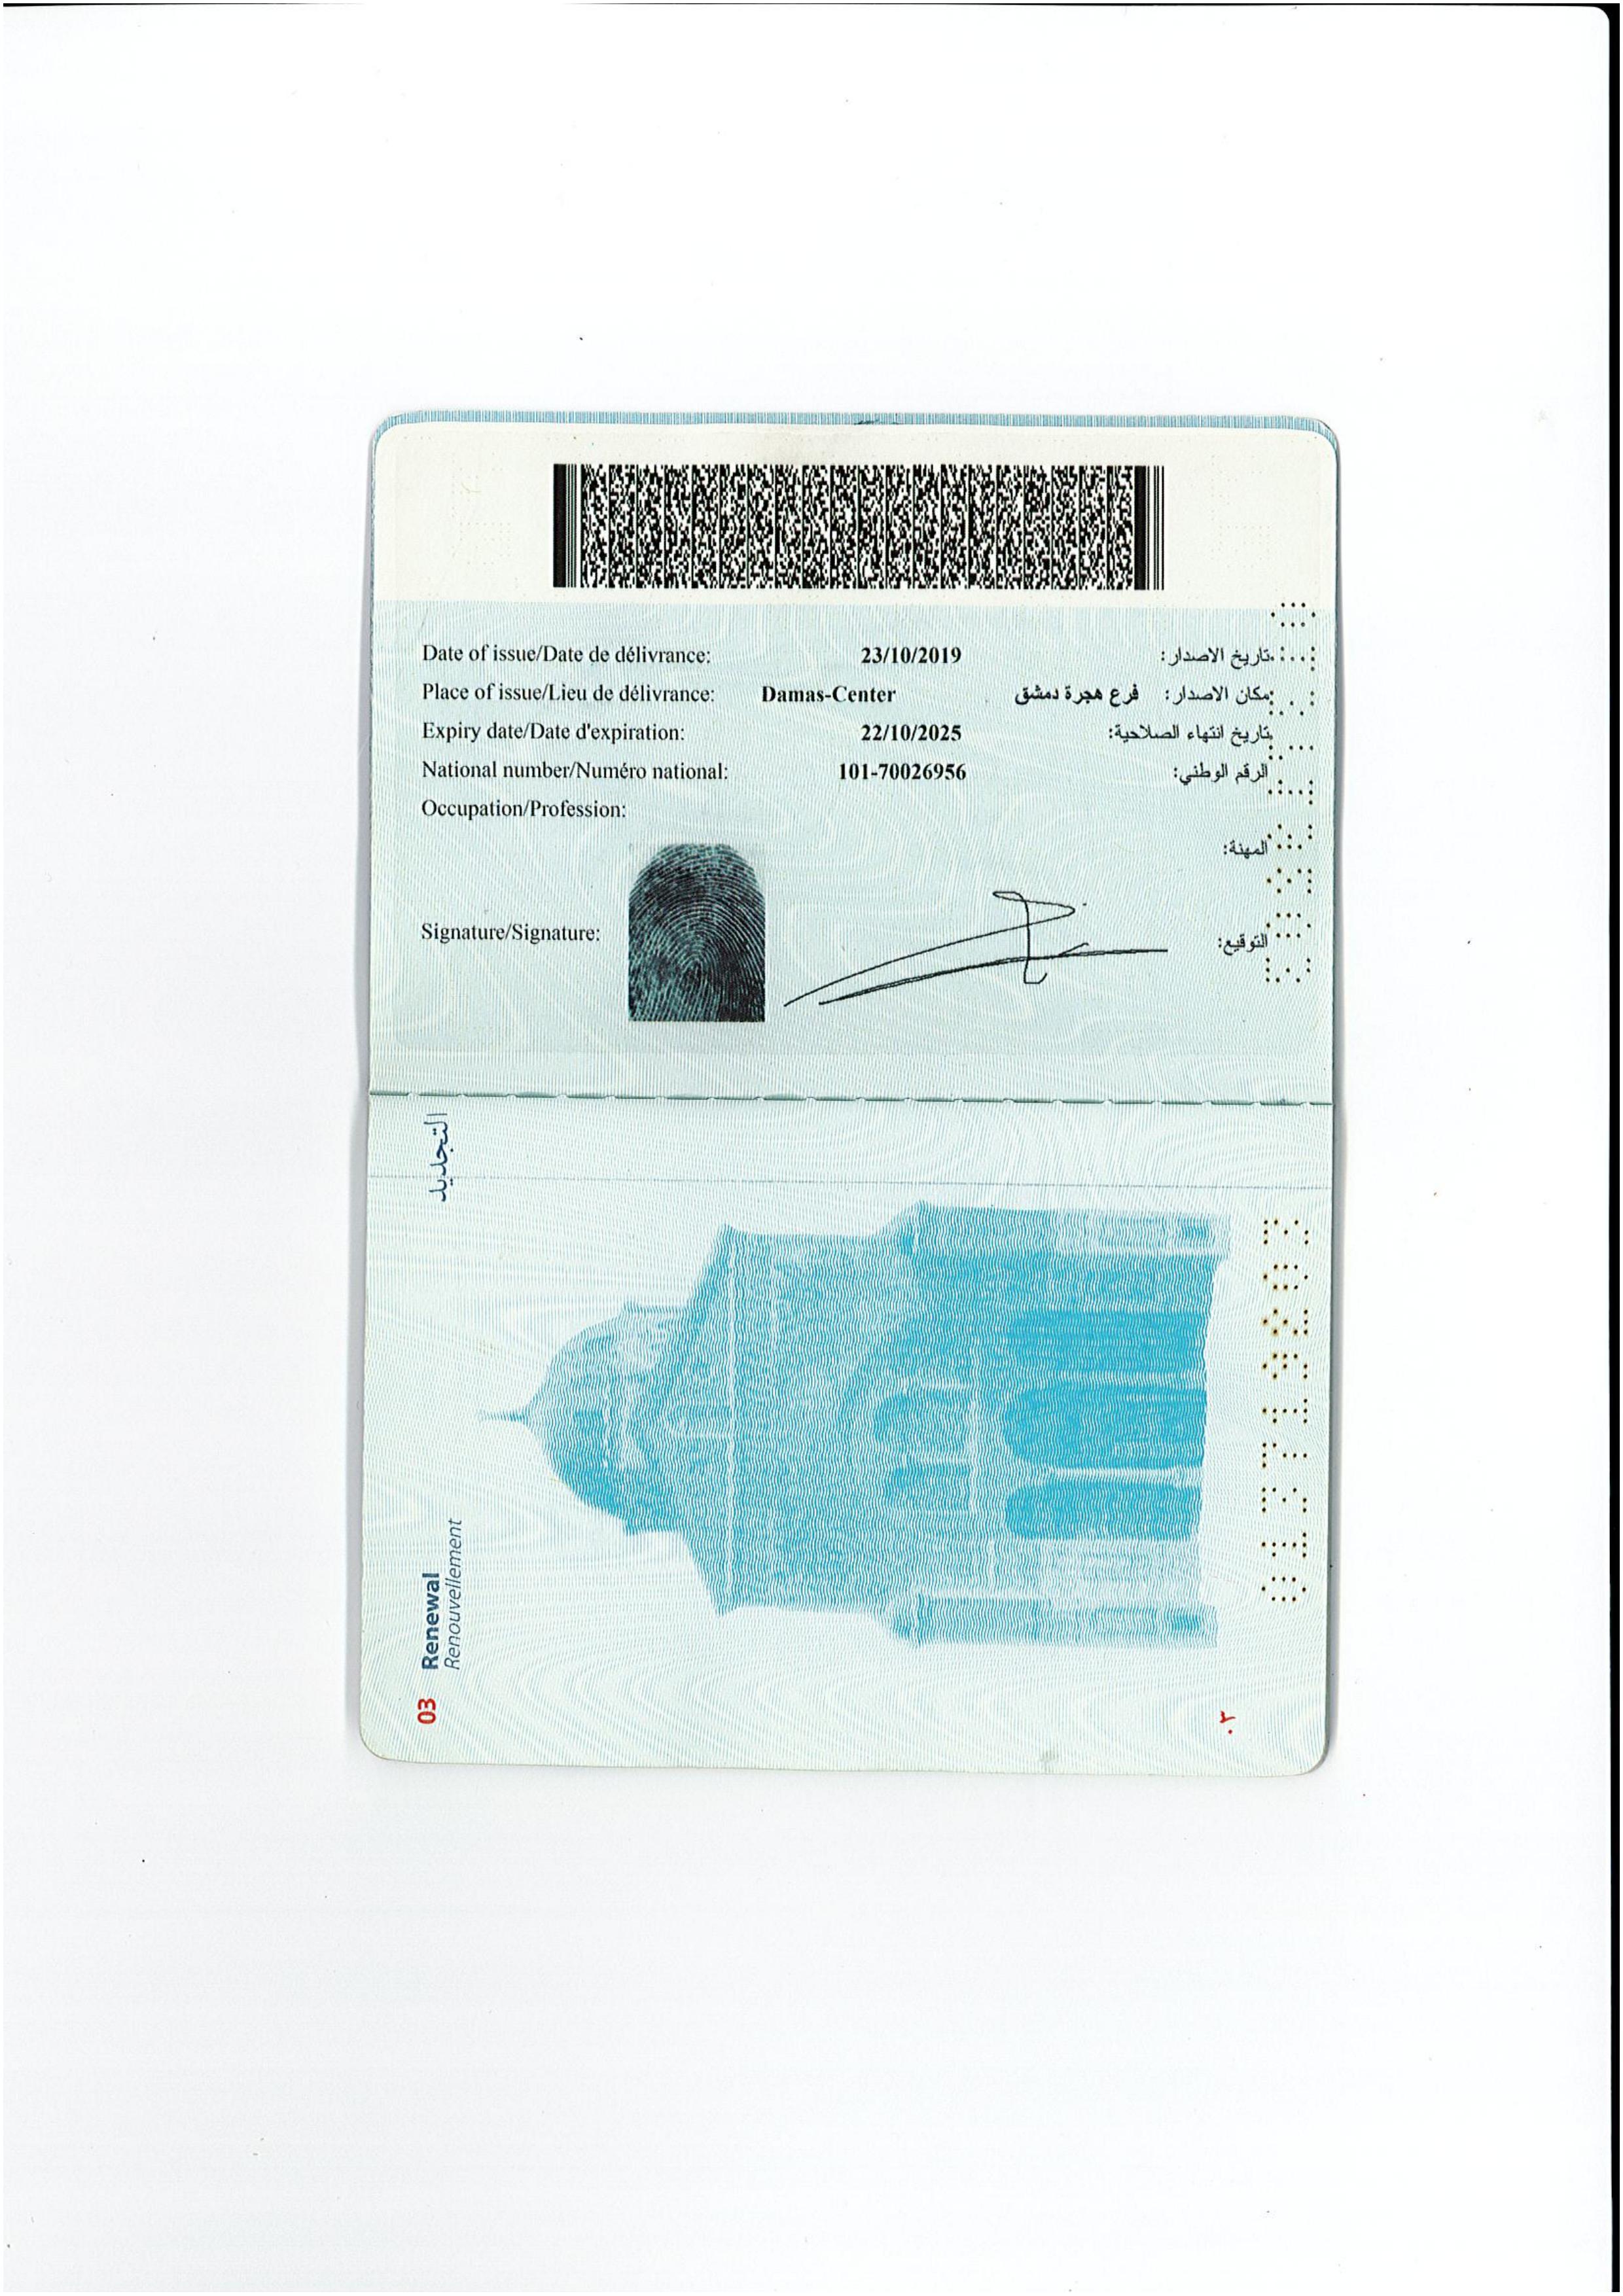 Date of issue/Date de délivrance: 23/10/2019 تاريخ الاصدار:
Place of issue/Lieu de délivrance: Damas-Center فرع هجرة دمشق مكان الاصدار:
Expiry date/Date d'expiration: 22/10/2025 تاريخ انتهاء الصلاحية:
National number/Numéro national: 101-70026956 الرقم الوطني:
Occupation/Profession:
المهنة:
Signature/Signature: التوقيع:
التجديد
Renewal
Renouvellement
03
٠٣